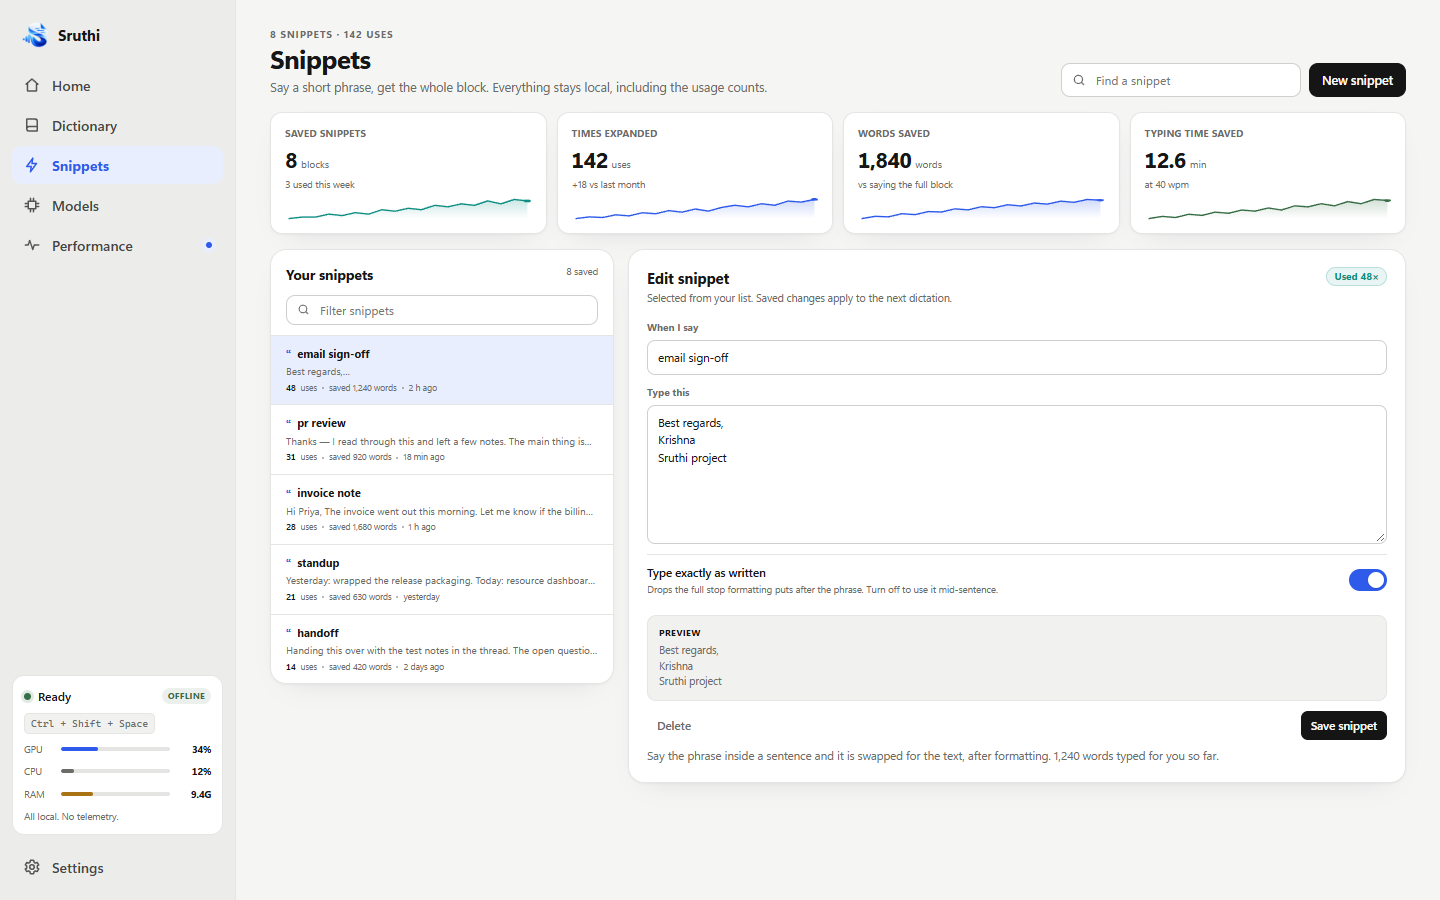 Sruthi
Home
Dictionary
Snippets
Models
Performance
Ready
OFFLINE
Ctrl + Shift + Space
GPU 34%
CPU 12%
RAM 9.4G
All local. No telemetry.
Settings
8 SNIPPETS · 142 USES
Snippets
Say a short phrase, get the whole block. Everything stays local, including the usage counts.
Find a snippet
New snippet
SAVED SNIPPETS
8 blocks
3 used this week
TIMES EXPANDED
142 uses
+18 vs last month
WORDS SAVED
1,840 words
vs saying the full block
TYPING TIME SAVED
12.6 min
at 40 wpm
Your snippets
8 saved
Filter snippets
“ email sign-off
Best regards,...
48 uses · saved 1,240 words · 2 h ago
“ pr review
Thanks — I read through this and left a few notes. The main thing is...
31 uses · saved 920 words · 18 min ago
“ invoice note
Hi Priya, The invoice went out this morning. Let me know if the billin...
28 uses · saved 1,680 words · 1 h ago
“ standup
Yesterday: wrapped the release packaging. Today: resource dashboar...
21 uses · saved 630 words · yesterday
“ handoff
Handing this over with the test notes in the thread. The open questio...
14 uses · saved 420 words · 2 days ago
Edit snippet
Used 48×
Selected from your list. Saved changes apply to the next dictation.
When I say
email sign-off
Type this
Best regards,
Krishna
Sruthi project
Type exactly as written
Drops the full stop formatting puts after the phrase. Turn off to use it mid-sentence.
PREVIEW
Best regards,
Krishna
Sruthi project
Delete
Save snippet
Say the phrase inside a sentence and it is swapped for the text, after formatting. 1,240 words typed for you so far.